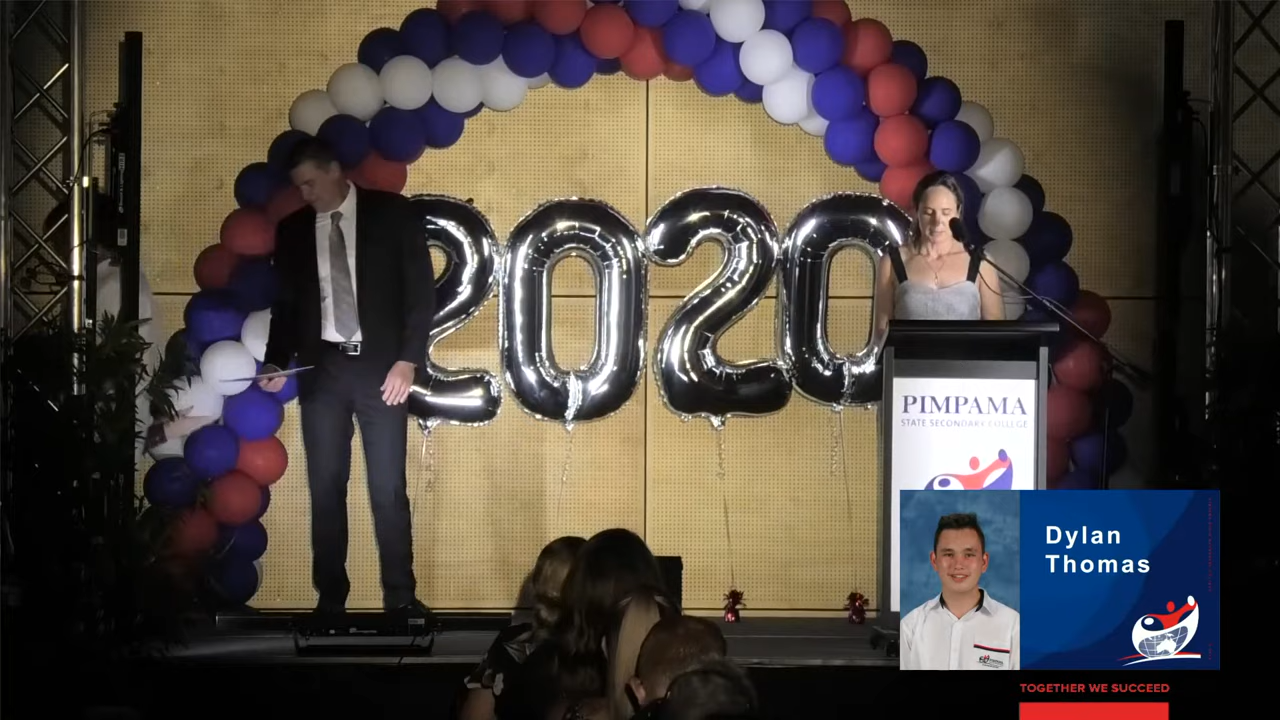 2020
PIMPAMA
STATE SECONDARY COLLEGE
Dylan
Thomas
TOGETHER WE SUCCEED